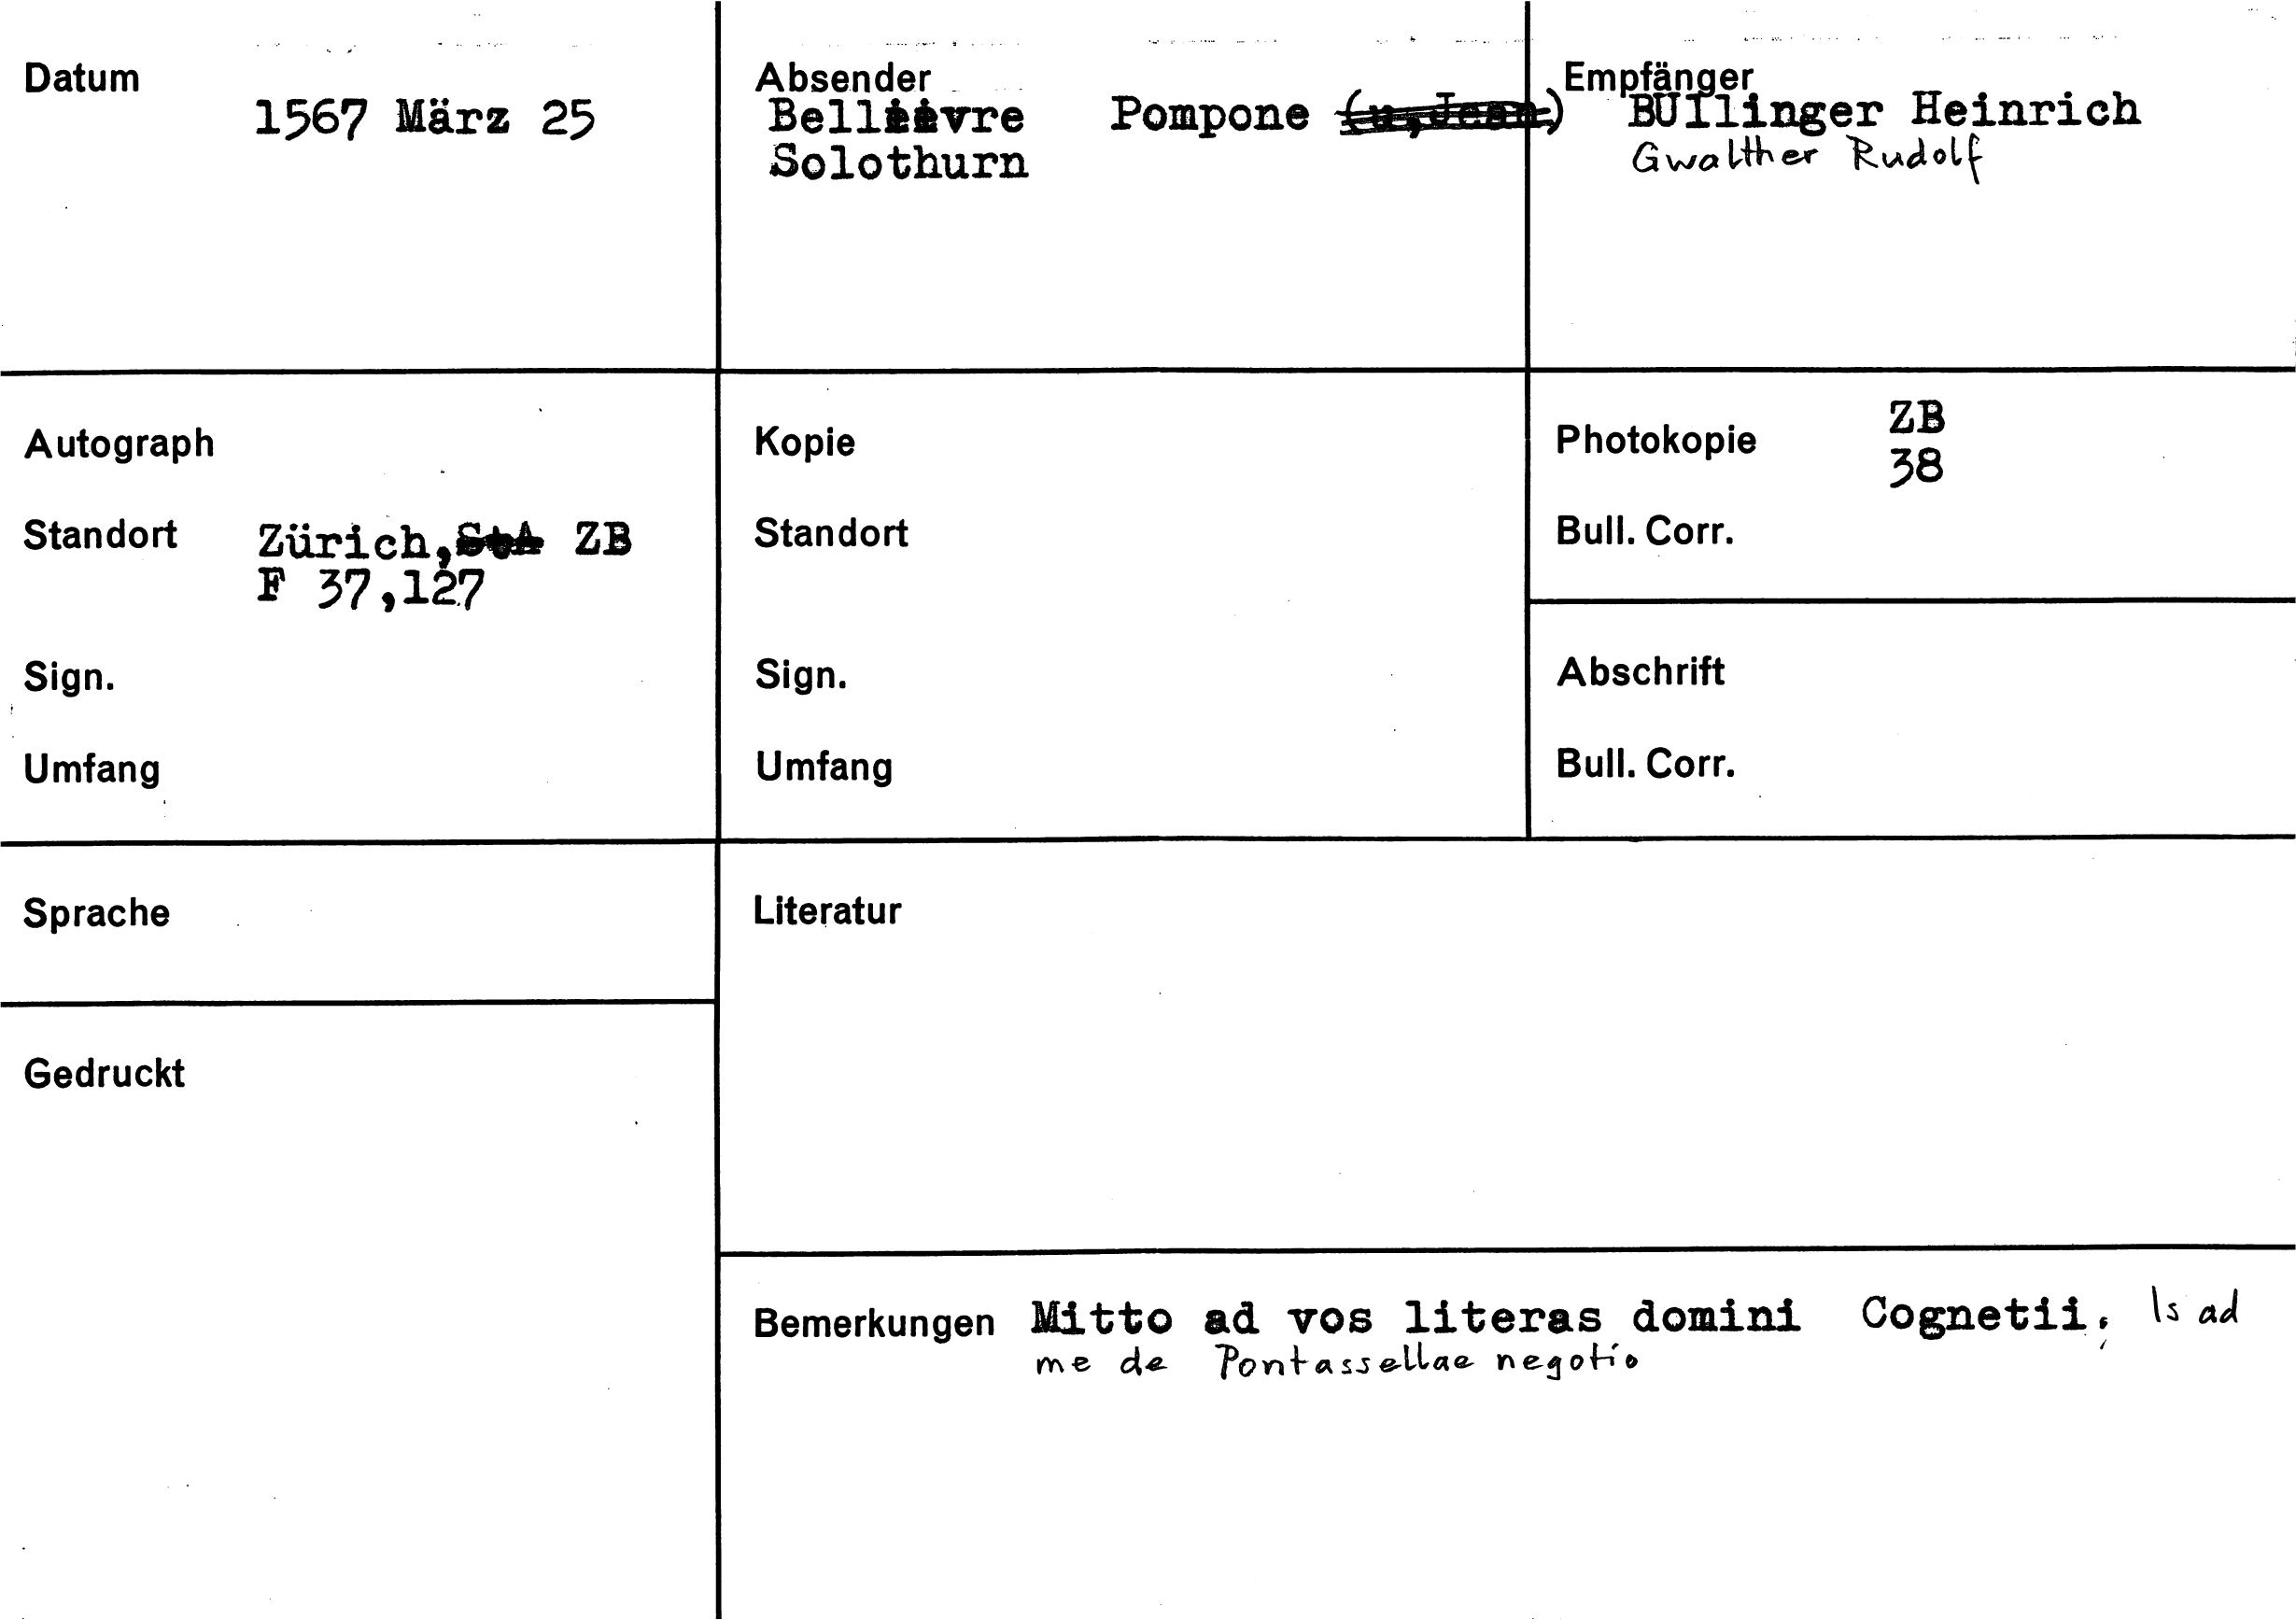 Datum
1567 März 25
Absender
Bellièvre Pompone (u,Jean)
Solothurn
Empfänger
BUllinger Heinrich
Gwalther Rudolf
Autograph
Standort Zürich,StA ZB
F 37,127
Sign.
Umfang
Kopie
Standort
Sign.
Umfang
Photokopie ZB
38
Bull. Corr.
Abschrift
Bull. Corr.
Sprache
Literatur
Gedruckt
Bemerkungen Mitto ad vos literas domini Cognetii; Is ad
me de Pontassellae negotio